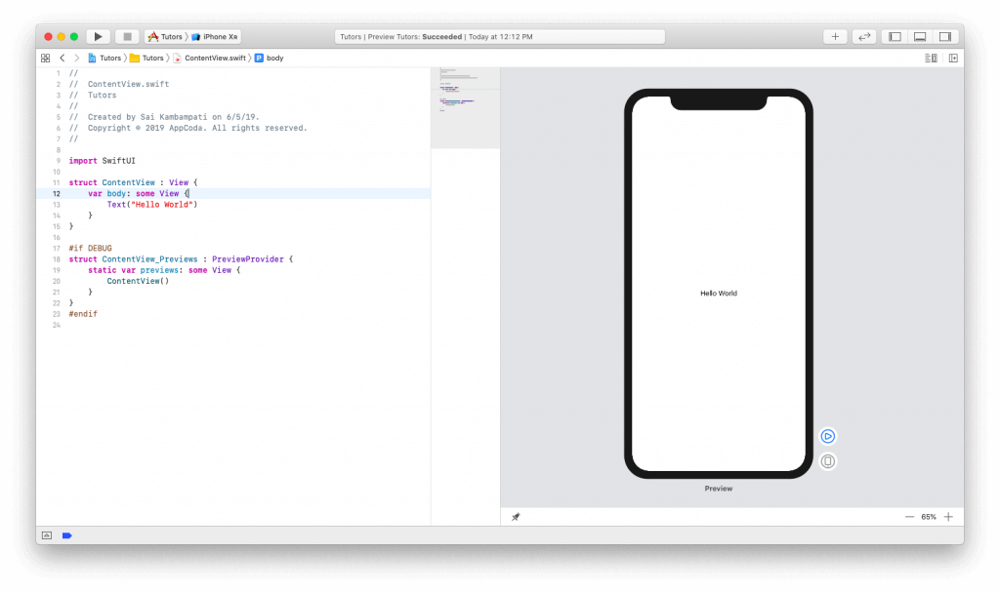 Tutors 〉 iPhone Xʀ
Tutors | Preview Tutors: Succeeded | Today at 12:12 PM
Tutors 〉 Tutors 〉 ContentView.swift 〉 P body
1 //
2 //  ContentView.swift
3 //  Tutors
4 //
5 //  Created by Sai Kambampati on 6/5/19.
6 //  Copyright © 2019 AppCoda. All rights reserved.
7 //
8
9 import SwiftUI
10
11 struct ContentView : View {
12     var body: some View {
13         Text("Hello World")
14     }
15 }
16
17 #if DEBUG
18 struct ContentView_Previews : PreviewProvider {
19     static var previews: some View {
20         ContentView()
21     }
22 }
23 #endif
24
Hello World
Preview
65%